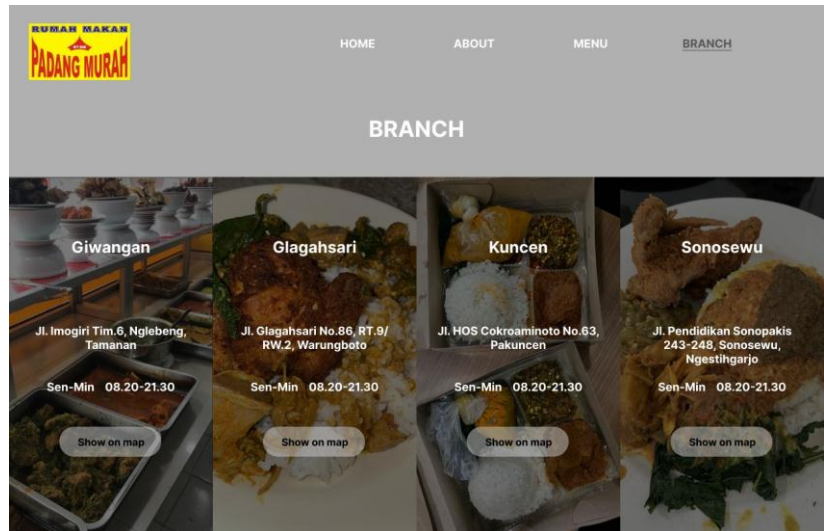 RUMAH MAKAN
PADANG MURAH
HOME
ABOUT
MENU
BRANCH
BRANCH
Giwangan
Jl. Imogiri Tim.6, Nglebeng,
Tamanan
Sen-Min 08.20-21.30
Show on map
Glagahsari
Jl. Glagahsari No.86, RT.9/
RW.2, Warungboto
Sen-Min 08.20-21.30
Show on map
Kuncen
Jl. HOS Cokroaminoto No.63,
Pakuncen
Sen-Min 08.20-21.30
Show on map
Sonosewu
Jl. Pendidikan Sonopakis
243-248, Sonosewu,
Ngestihgarjo
Sen-Min 08.20-21.30
Show on map